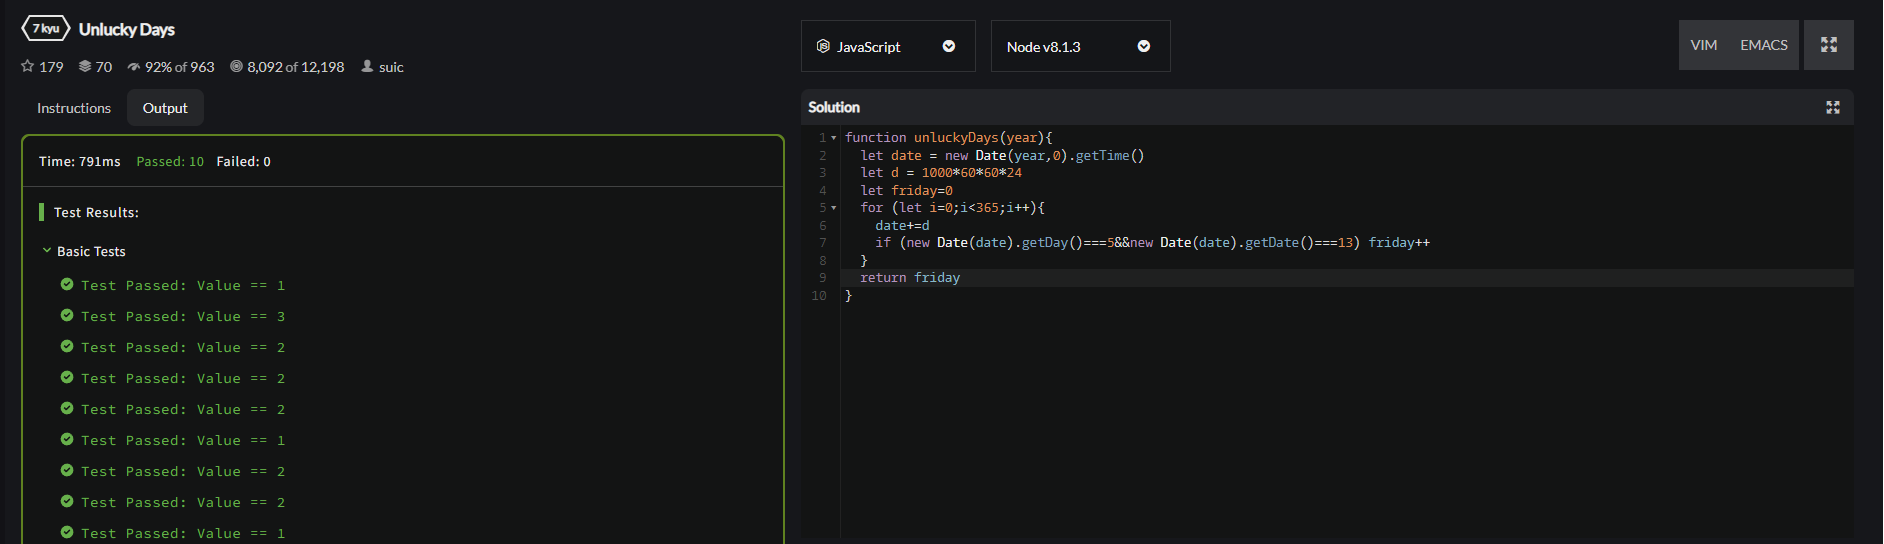 7 kyu Unlucky Days
179 70 92% of 963 8,092 of 12,198 suic
Instructions Output
Time: 791ms Passed: 10 Failed: 0
Test Results:
Basic Tests
Test Passed: Value == 1
Test Passed: Value == 3
Test Passed: Value == 2
Test Passed: Value == 2
Test Passed: Value == 2
Test Passed: Value == 1
Test Passed: Value == 2
Test Passed: Value == 2
Test Passed: Value == 1
JavaScript Node v8.1.3 VIM EMACS
Solution
1 function unluckyDays(year){
2 let date = new Date(year,0).getTime()
3 let d = 1000*60*60*24
4 let friday=0
5 for (let i=0;i<365;i++){
6 date+=d
7 if (new Date(date).getDay()===5&&new Date(date).getDate()===13) friday++
8 }
9 return friday
10 }